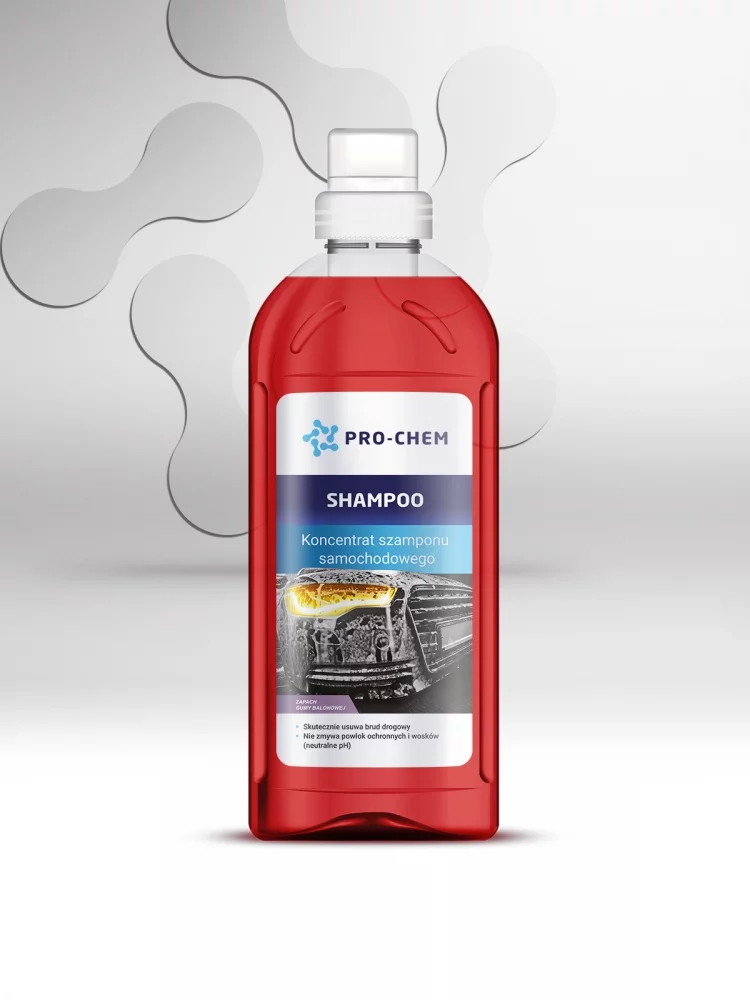 PRO-CHEM
SHAMPOO
Koncentrat szamponu
samochodowego
ZAPACH
GUMY BALONOWEJ
• Skutecznie usuwa brud drogowy
• Nie zmywa powłok ochronnych i wosków
(neutralne pH)